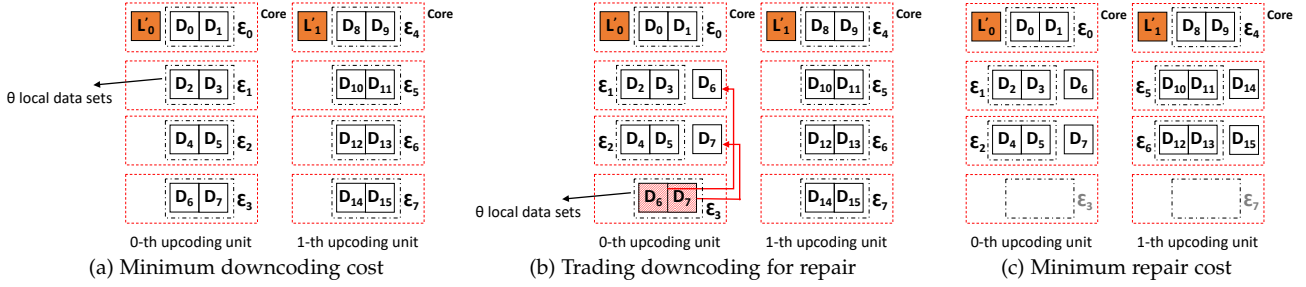 L'0 D0 D1 ε0 Core L'1 D8 D9 ε4 Core
θ local data sets
D2 D3 ε1 D10 D11 ε5
D4 D5 ε2 D12 D13 ε6
D6 D7 ε3 D14 D15 ε7
0-th upcoding unit 1-th upcoding unit
(a) Minimum downcoding cost
L'0 D0 D1 ε0 Core L'1 D8 D9 ε4 Core
ε1 D2 D3 D6 D10 D11 ε5
ε2 D4 D5 D7 D12 D13 ε6
θ local data sets
D6 D7 ε3 D14 D15 ε7
0-th upcoding unit 1-th upcoding unit
(b) Trading downcoding for repair
L'0 D0 D1 ε0 Core L'1 D8 D9 ε4 Core
ε1 D2 D3 D6 ε5 D10 D11 D14
ε2 D4 D5 D7 ε6 D12 D13 D15
ε3 ε7
0-th upcoding unit 1-th upcoding unit
(c) Minimum repair cost